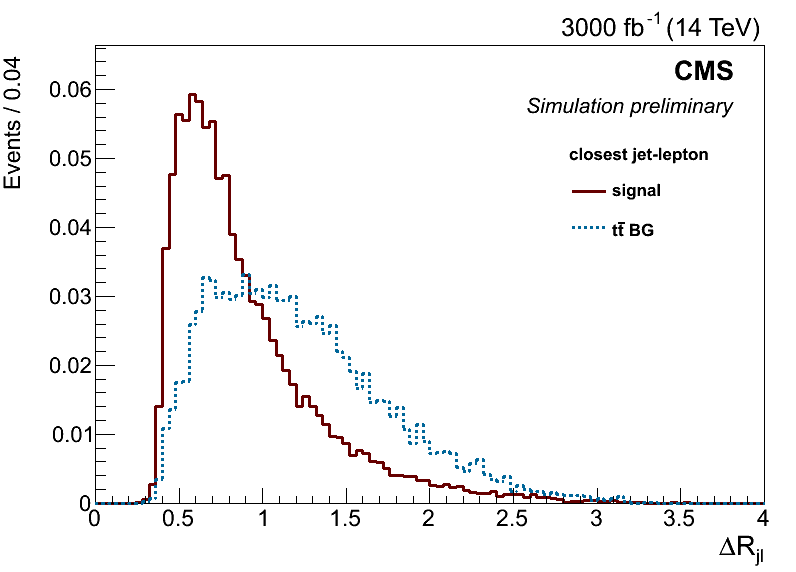 3000 fb⁻¹ (14 TeV)
Events / 0.04
CMS
Simulation preliminary
closest jet-lepton
signal
tt̄ BG
0.06
0.05
0.04
0.03
0.02
0.01
0
0 0.5 1 1.5 2 2.5 3 3.5 4
ΔR_jl